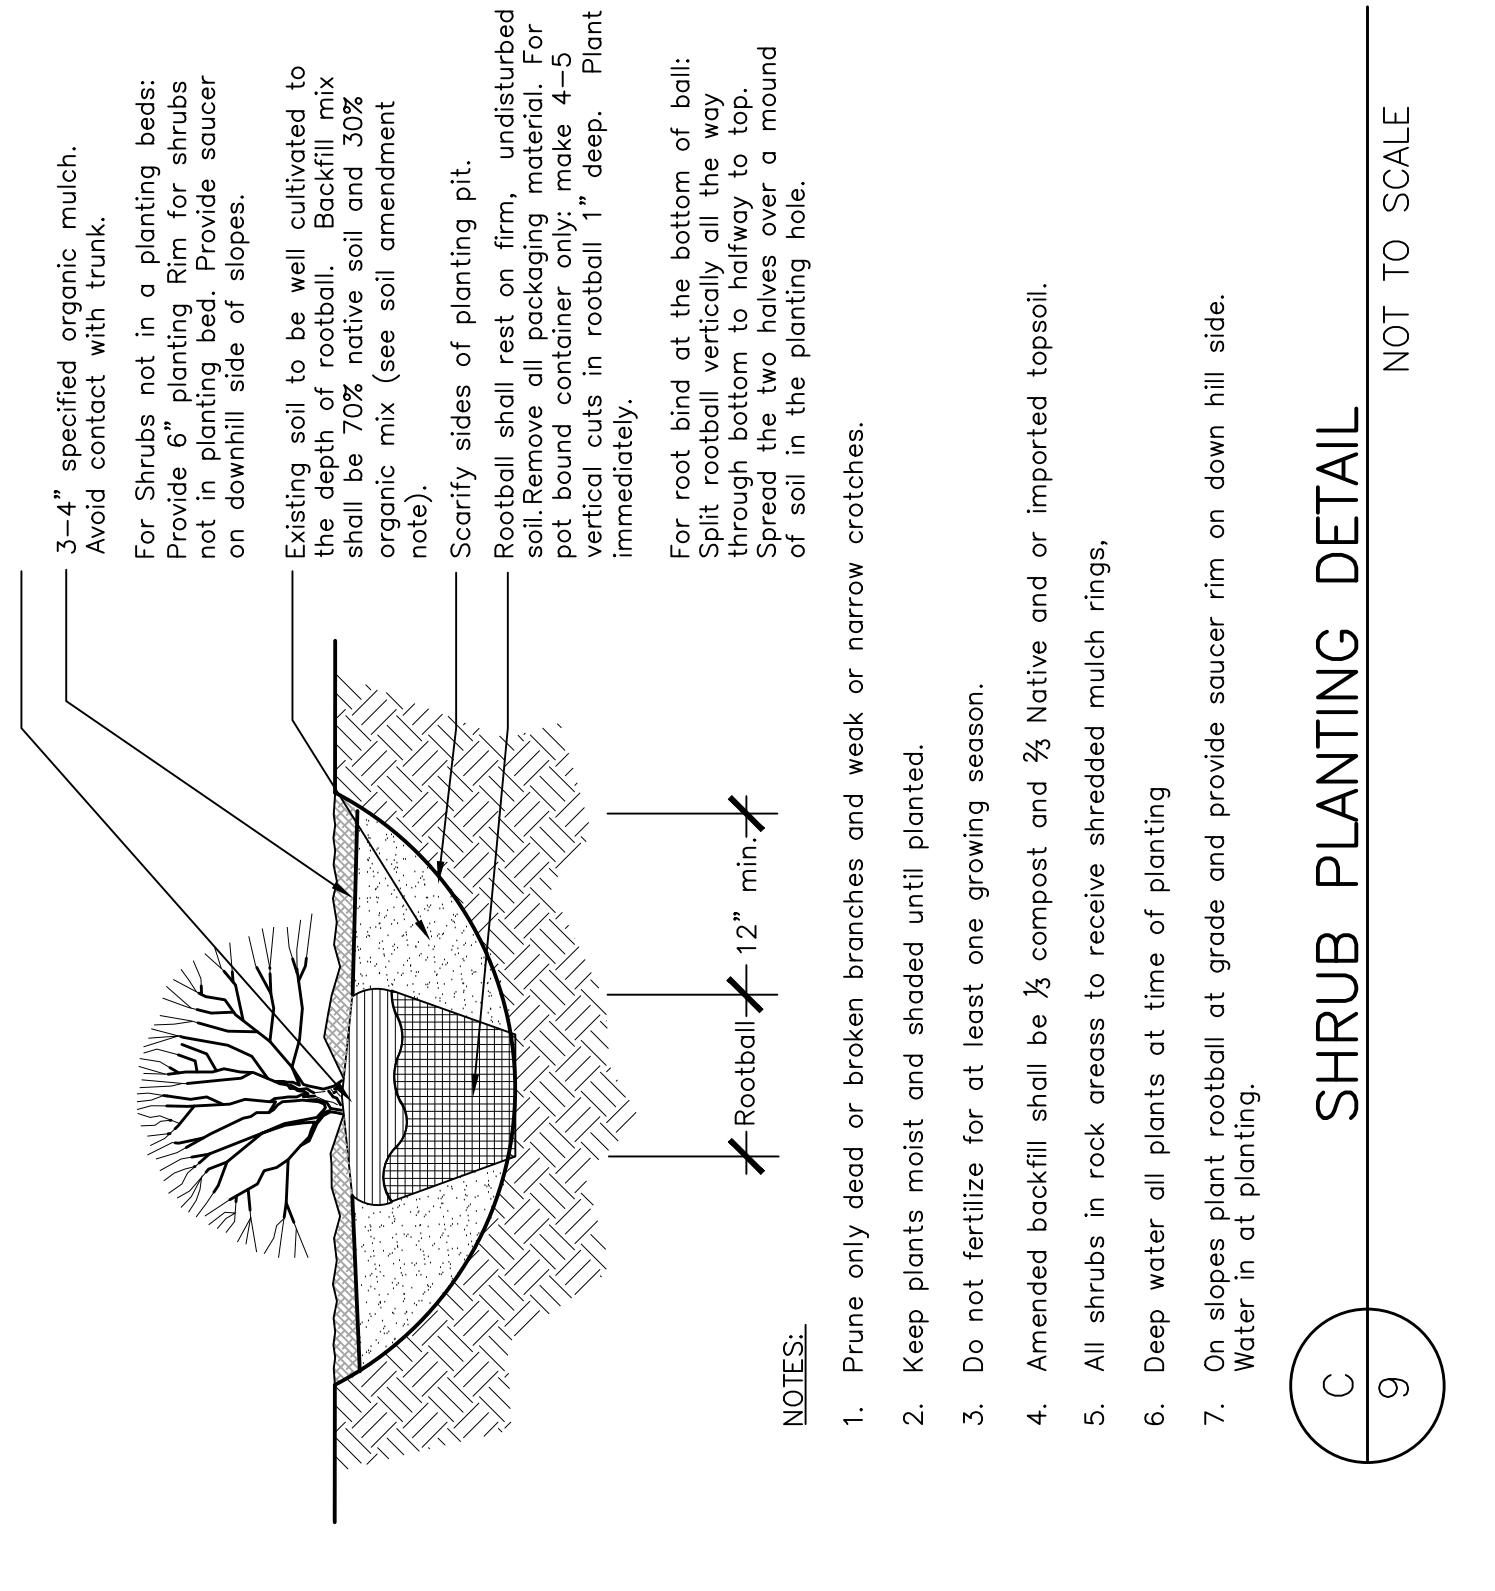 3-4" specified organic mulch.
Avoid contact with trunk.
For Shrubs not in a planting beds:
Provide 6" planting Rim for shrubs
not in planting bed. Provide saucer
on downhill side of slopes.
Existing soil to be well cultivated to
the depth of rootball. Backfill mix
shall be 70% native soil and 30%
organic mix (see soil amendment
note).
Scarify sides of planting pit.
Rootball shall rest on firm, undisturbed
soil.Remove all packaging material. For
pot bound container only: make 4-5
vertical cuts in rootball 1" deep. Plant
immediately.
For root bind at the bottom of ball:
Split rootball vertically all the way
through bottom to halfway to top.
Spread the two halves over a mound
of soil in the planting hole.
Rootball
12" min.
NOTES:
1. Prune only dead or broken branches and weak or narrow crotches.
2. Keep plants moist and shaded until planted.
3. Do not fertilize for at least one growing season.
4. Amended backfill shall be ⅓ compost and ⅔ Native and or imported topsoil.
5. All shrubs in rock areass to receive shredded mulch rings,
6. Deep water all plants at time of planting
7. On slopes plant rootball at grade and provide saucer rim on down hill side.
Water in at planting.
C
9
SHRUB PLANTING DETAIL
NOT TO SCALE